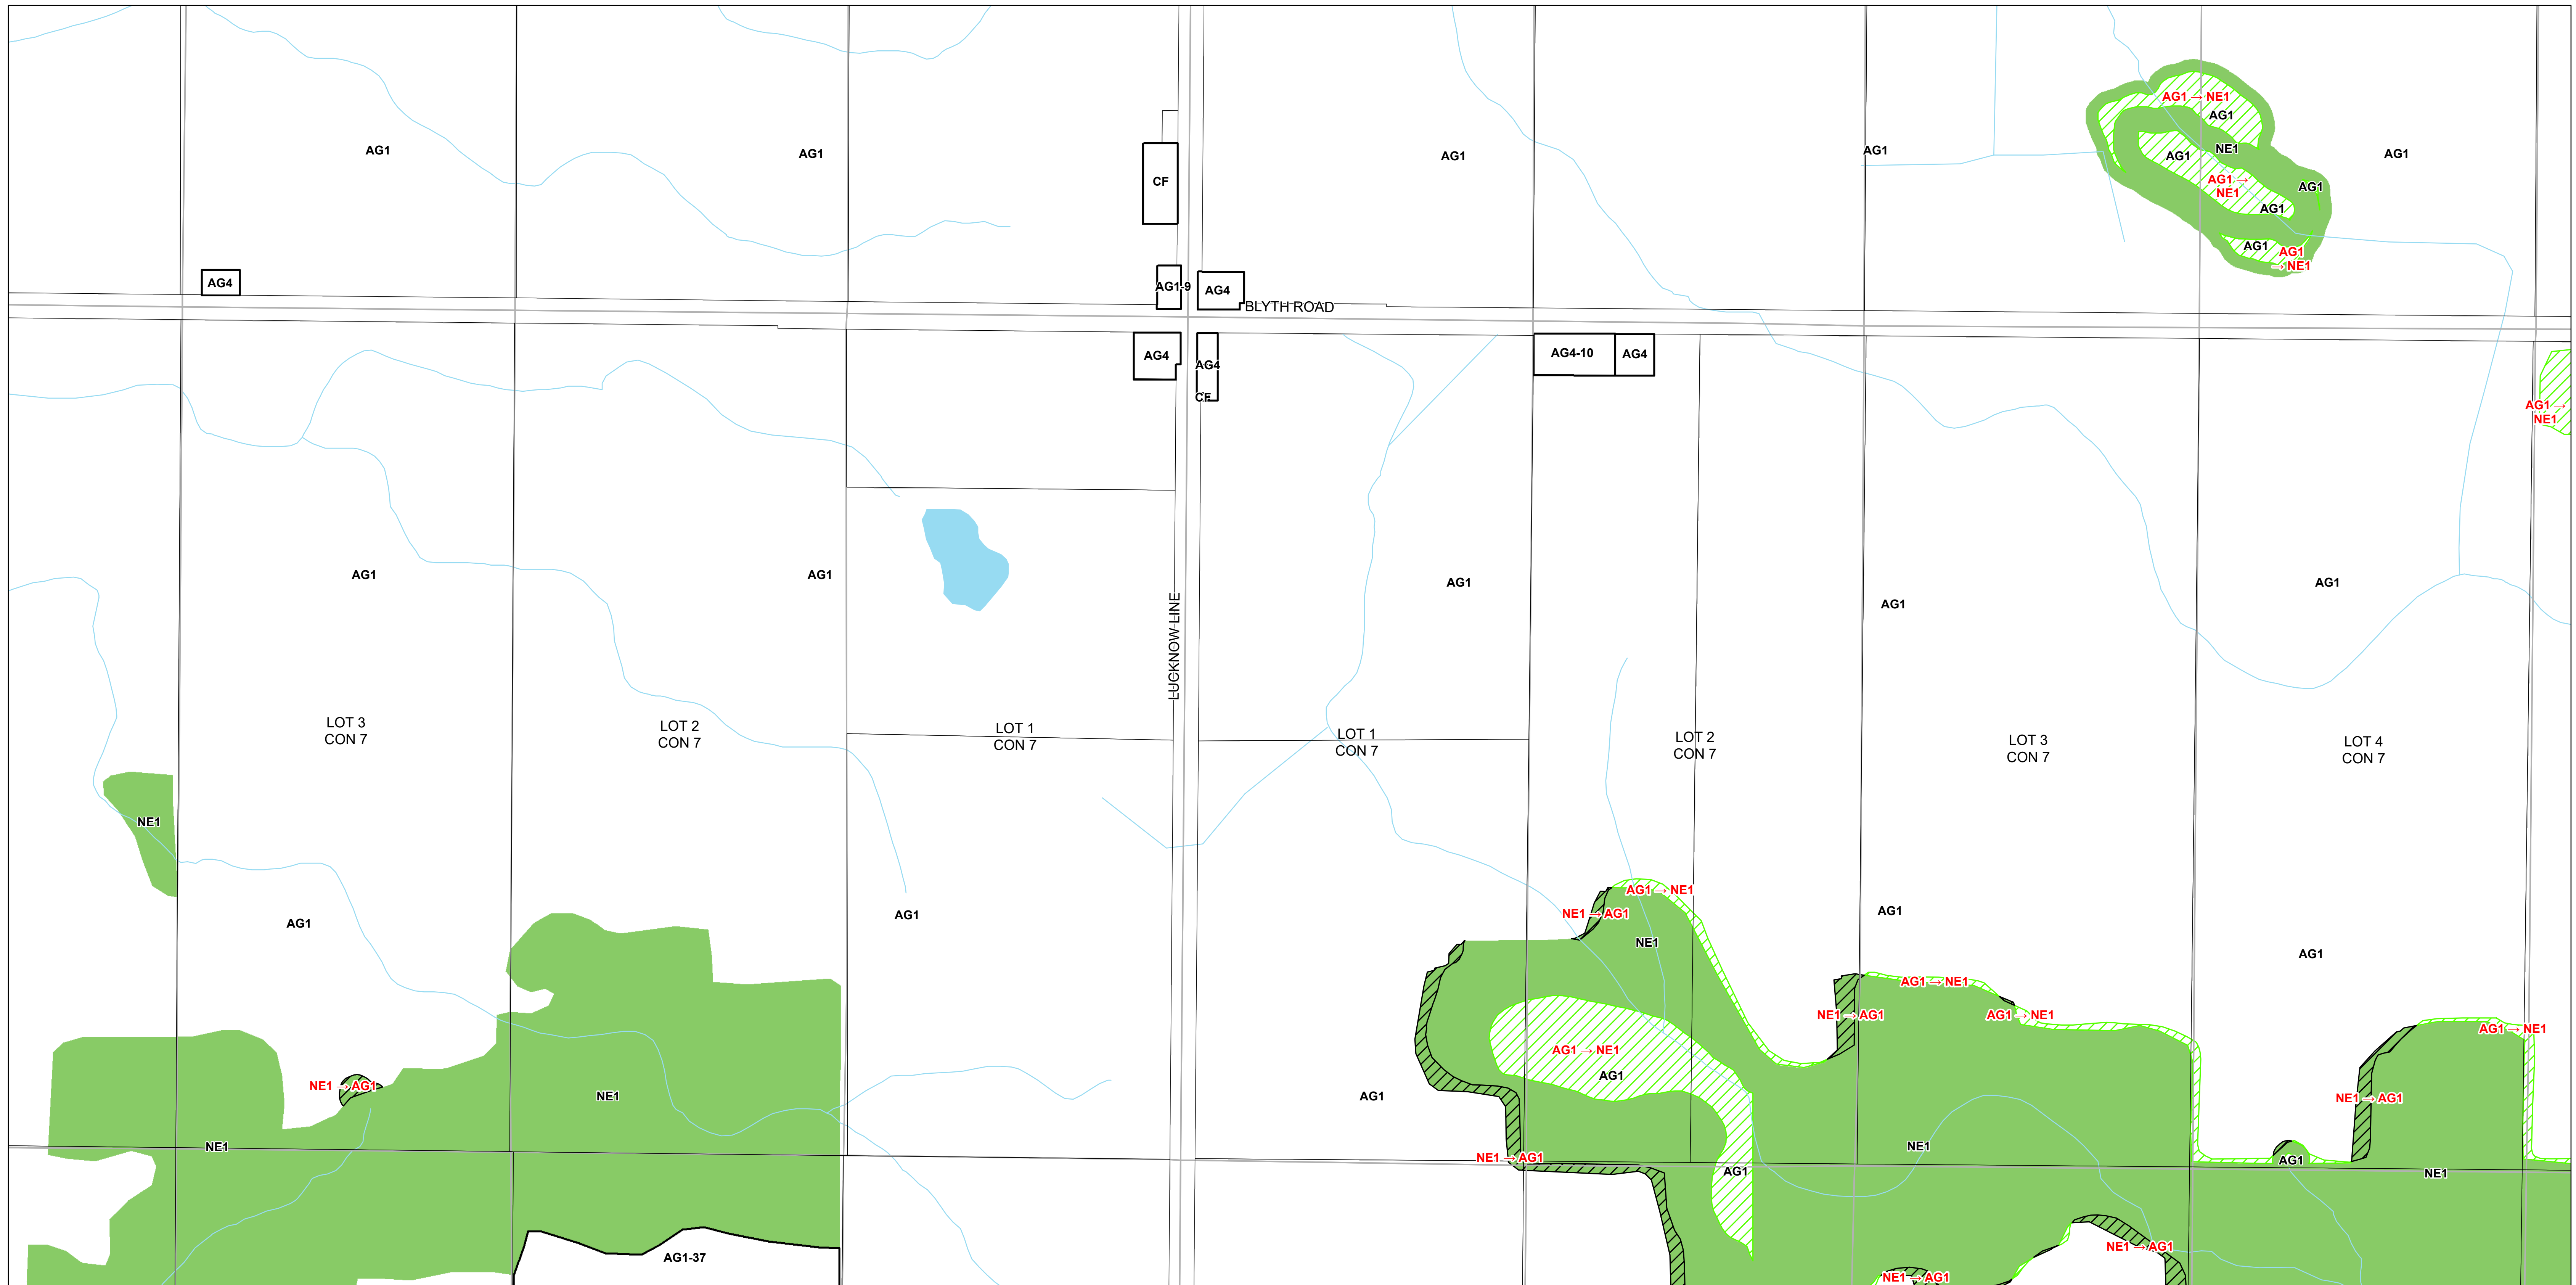 AG1 → NE1
AG1
NE1
AG1
AG1
AG1
AG1
AG1
AG1
AG1 →
NE1
CF
AG1
AG1
AG1
AG1
→ NE1
AG4
AG1-9
AG4
BLYTH ROAD
AG4
AG4
CF
AG4-10
AG4
AG1 →
NE1
AG1
AG1
AG1
AG1
AG1
LUCKNOW LINE
LOT 3
CON 7
LOT 2
CON 7
LOT 1
CON 7
LOT 1
CON 7
LOT 2
CON 7
LOT 3
CON 7
LOT 4
CON 7
NE1
AG1 → NE1
AG1
AG1
NE1 → AG1
AG1
NE1
AG1
AG1 → NE1
NE1 → AG1
AG1 → NE1
AG1 → NE1
AG1 → NE1
AG1
NE1 → AG1
NE1
AG1
NE1 → AG1
NE1
NE1
NE1 → AG1
AG1
AG1
NE1
AG1-37
NE1 → AG1
NE1 → AG1